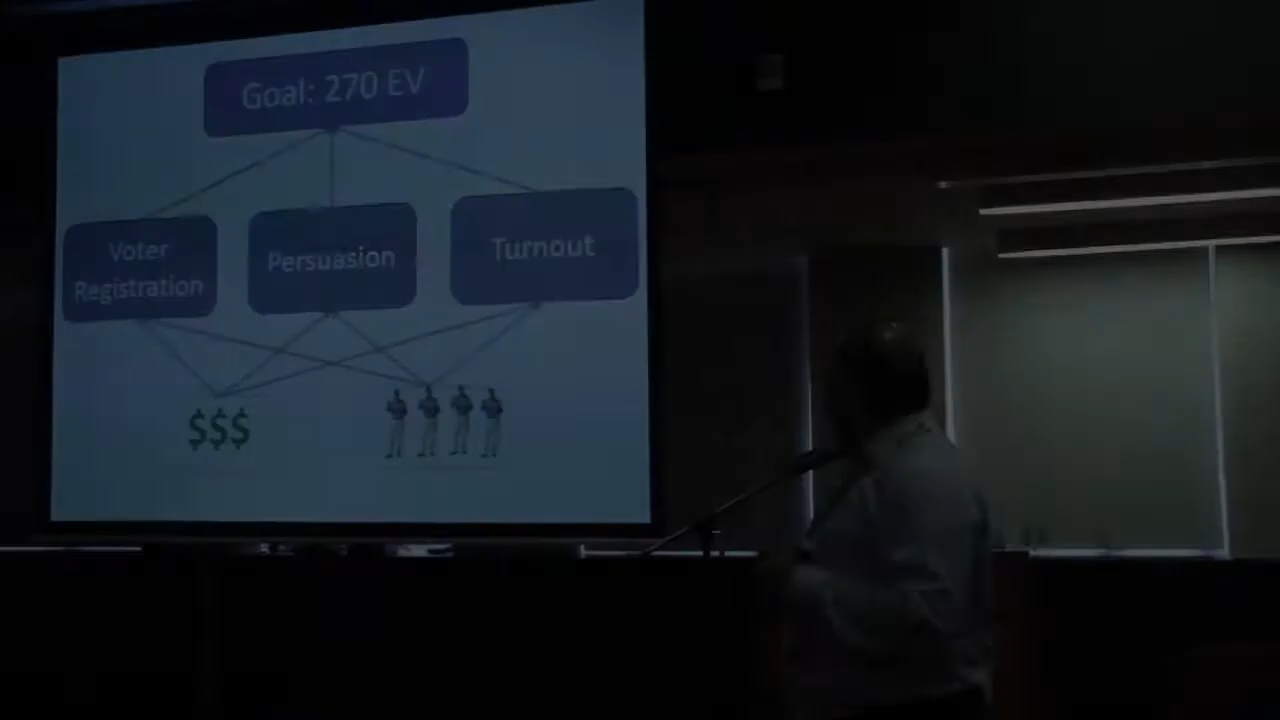 Goal: 270 EV
Voter
Registration
Persuasion
Turnout
$$$